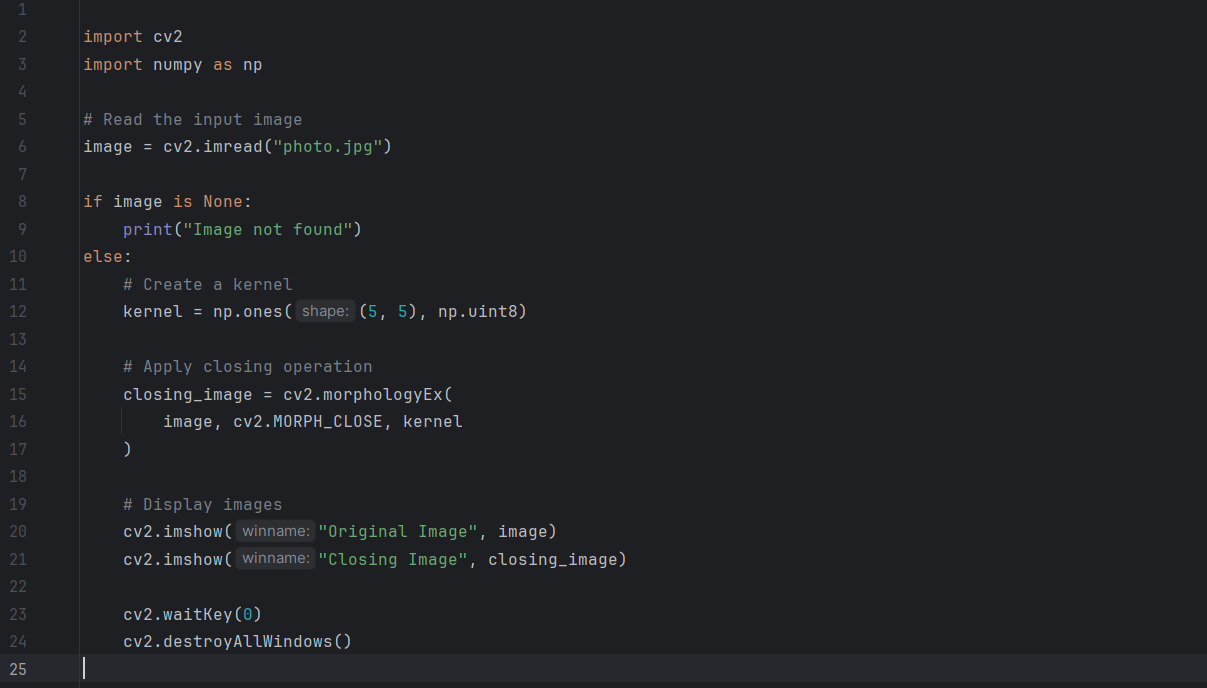 1
2 import cv2
3 import numpy as np
4
5 # Read the input image
6 image = cv2.imread("photo.jpg")
7
8 if image is None:
9     print("Image not found")
10 else:
11     # Create a kernel
12     kernel = np.ones( shape: (5, 5), np.uint8)
13
14     # Apply closing operation
15     closing_image = cv2.morphologyEx(
16         image, cv2.MORPH_CLOSE, kernel
17     )
18
19     # Display images
20     cv2.imshow( winname: "Original Image", image)
21     cv2.imshow( winname: "Closing Image", closing_image)
22
23     cv2.waitKey(0)
24     cv2.destroyAllWindows()
25